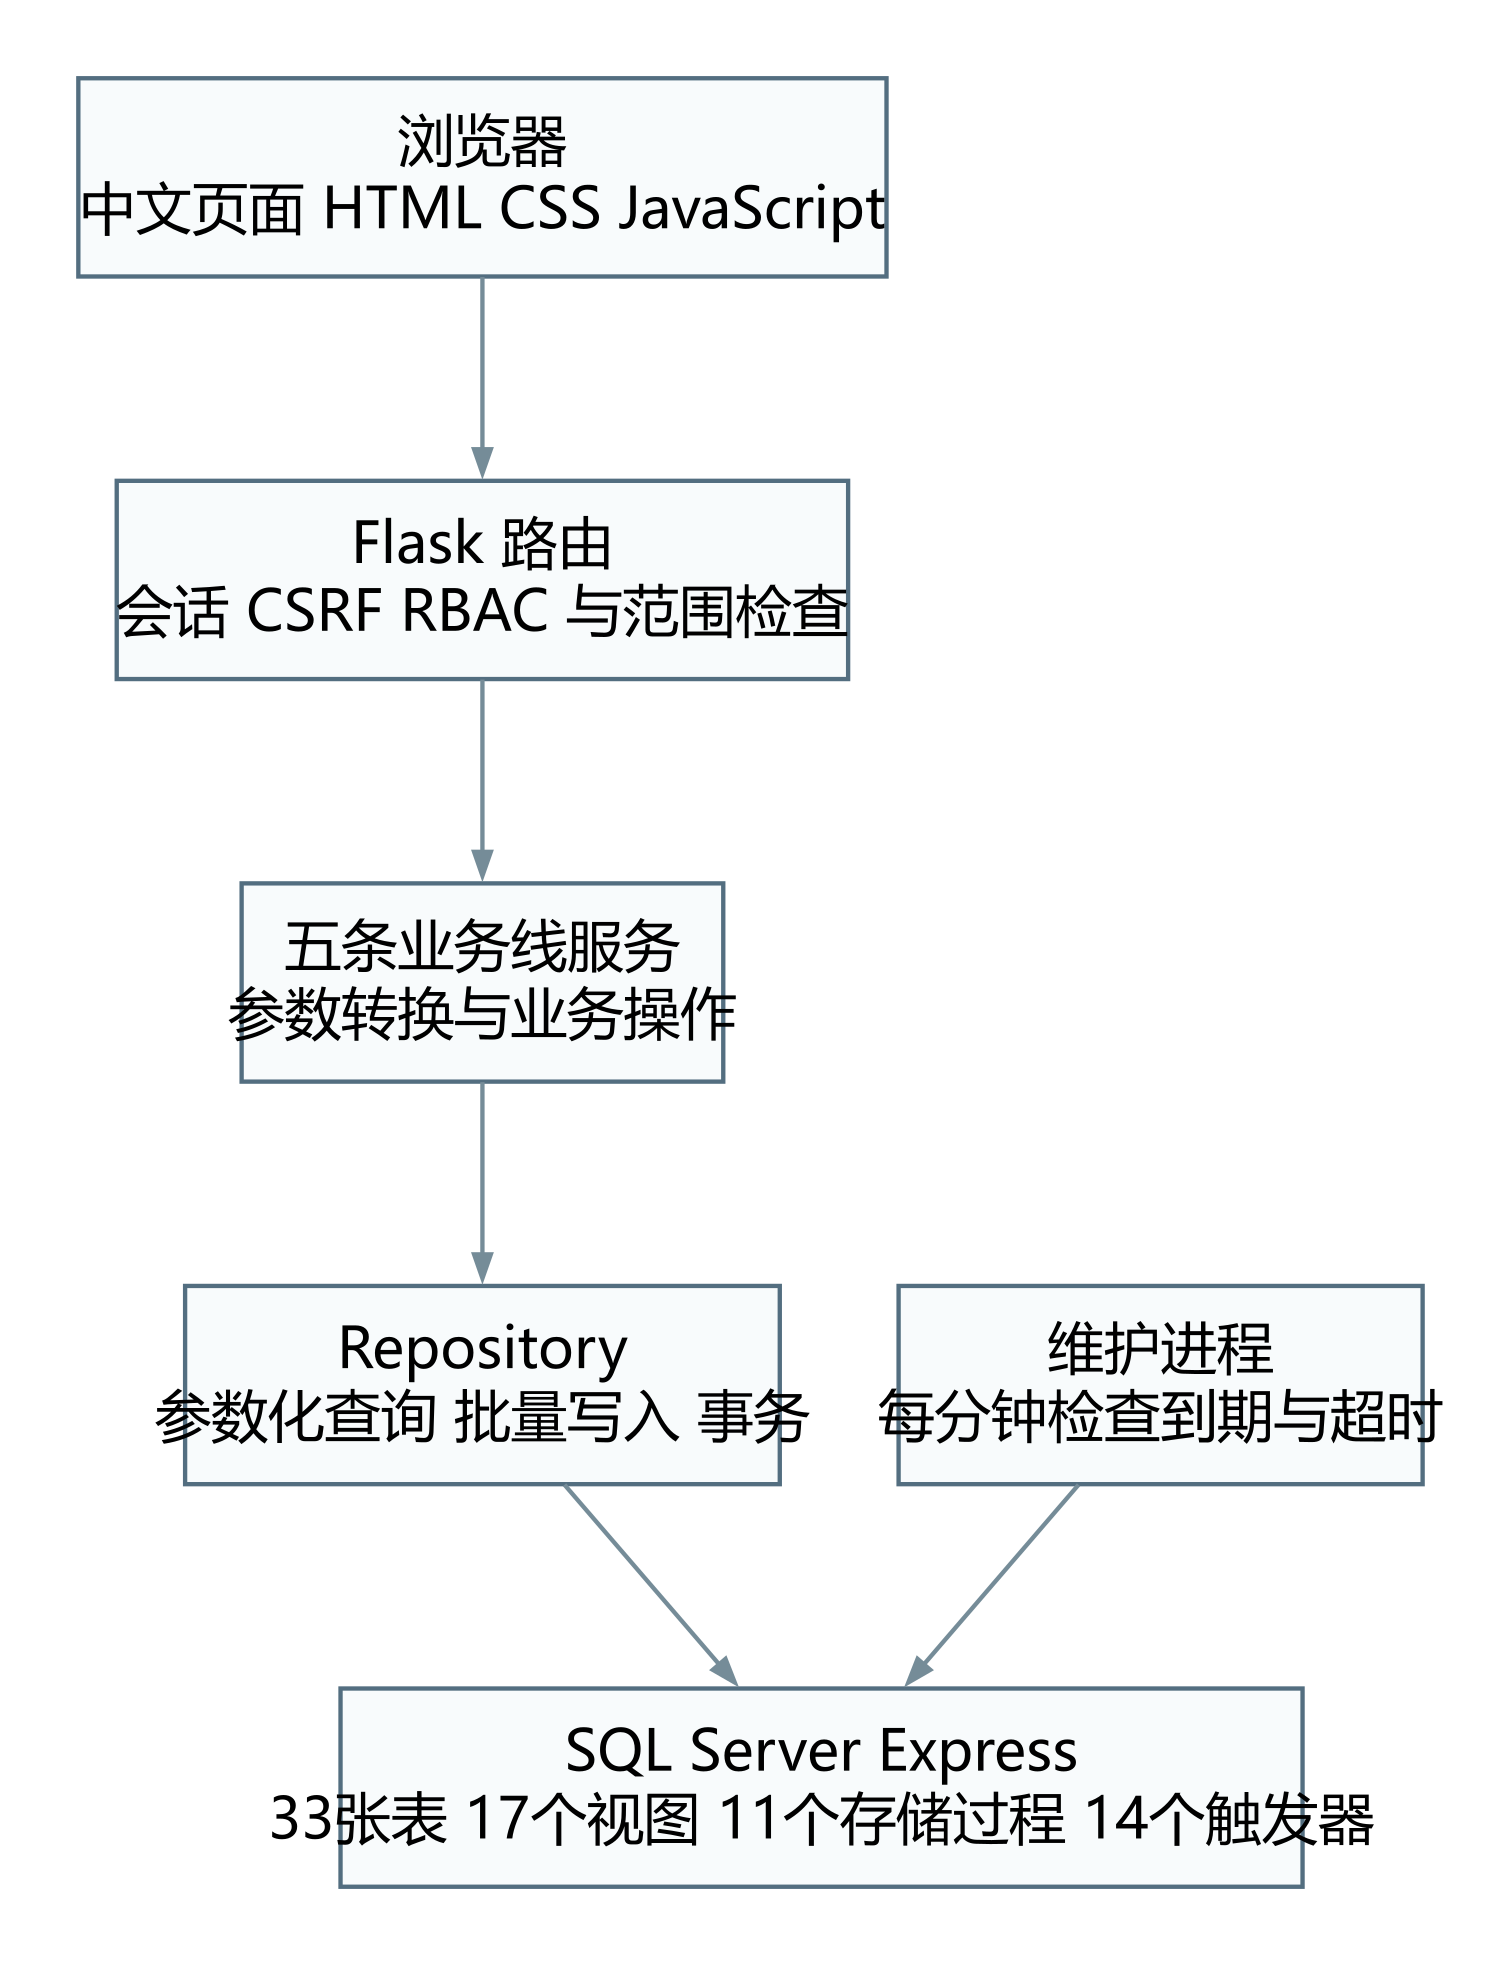 浏览器
中文页面 HTML CSS JavaScript
Flask 路由
会话 CSRF RBAC 与范围检查
五条业务线服务
参数转换与业务操作
Repository
参数化查询 批量写入 事务
维护进程
每分钟检查到期与超时
SQL Server Express
33张表 17个视图 11个存储过程 14个触发器